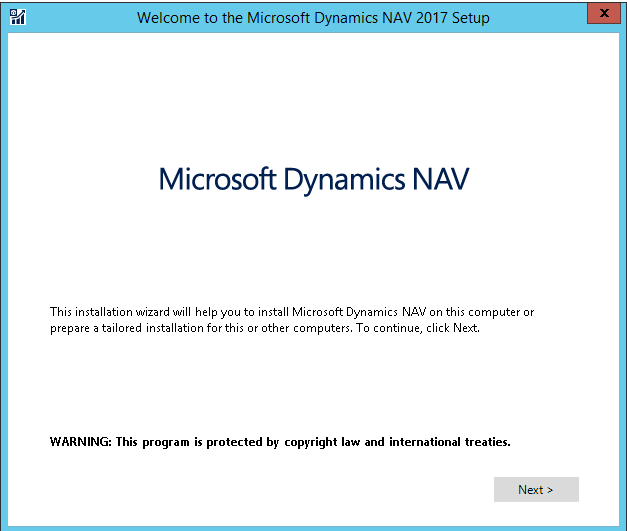 Welcome to the Microsoft Dynamics NAV 2017 Setup
x
Microsoft Dynamics NAV
This installation wizard will help you to install Microsoft Dynamics NAV on this computer or
prepare a tailored installation for this or other computers. To continue, click Next.
WARNING: This program is protected by copyright law and international treaties.
Next >